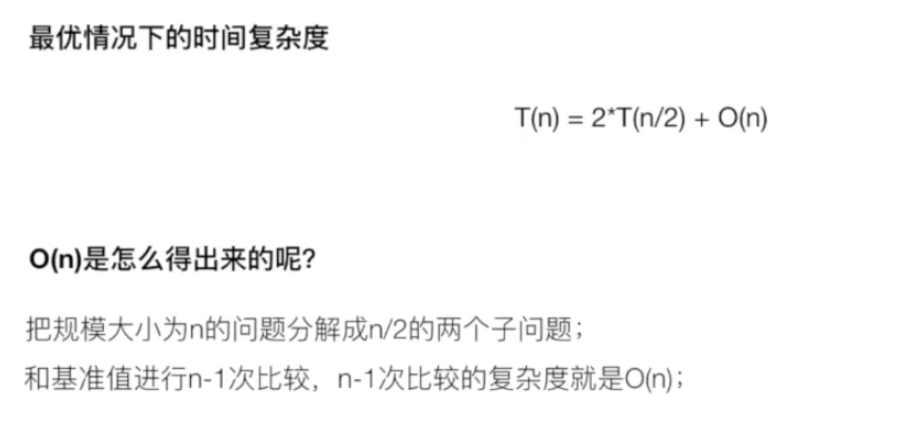 最优情况下的时间复杂度
T(n) = 2*T(n/2) + O(n)
O(n)是怎么得出来的呢?
把规模大小为n的问题分解成n/2的两个子问题；
和基准值进行n-1次比较，n-1次比较的复杂度就是O(n)；